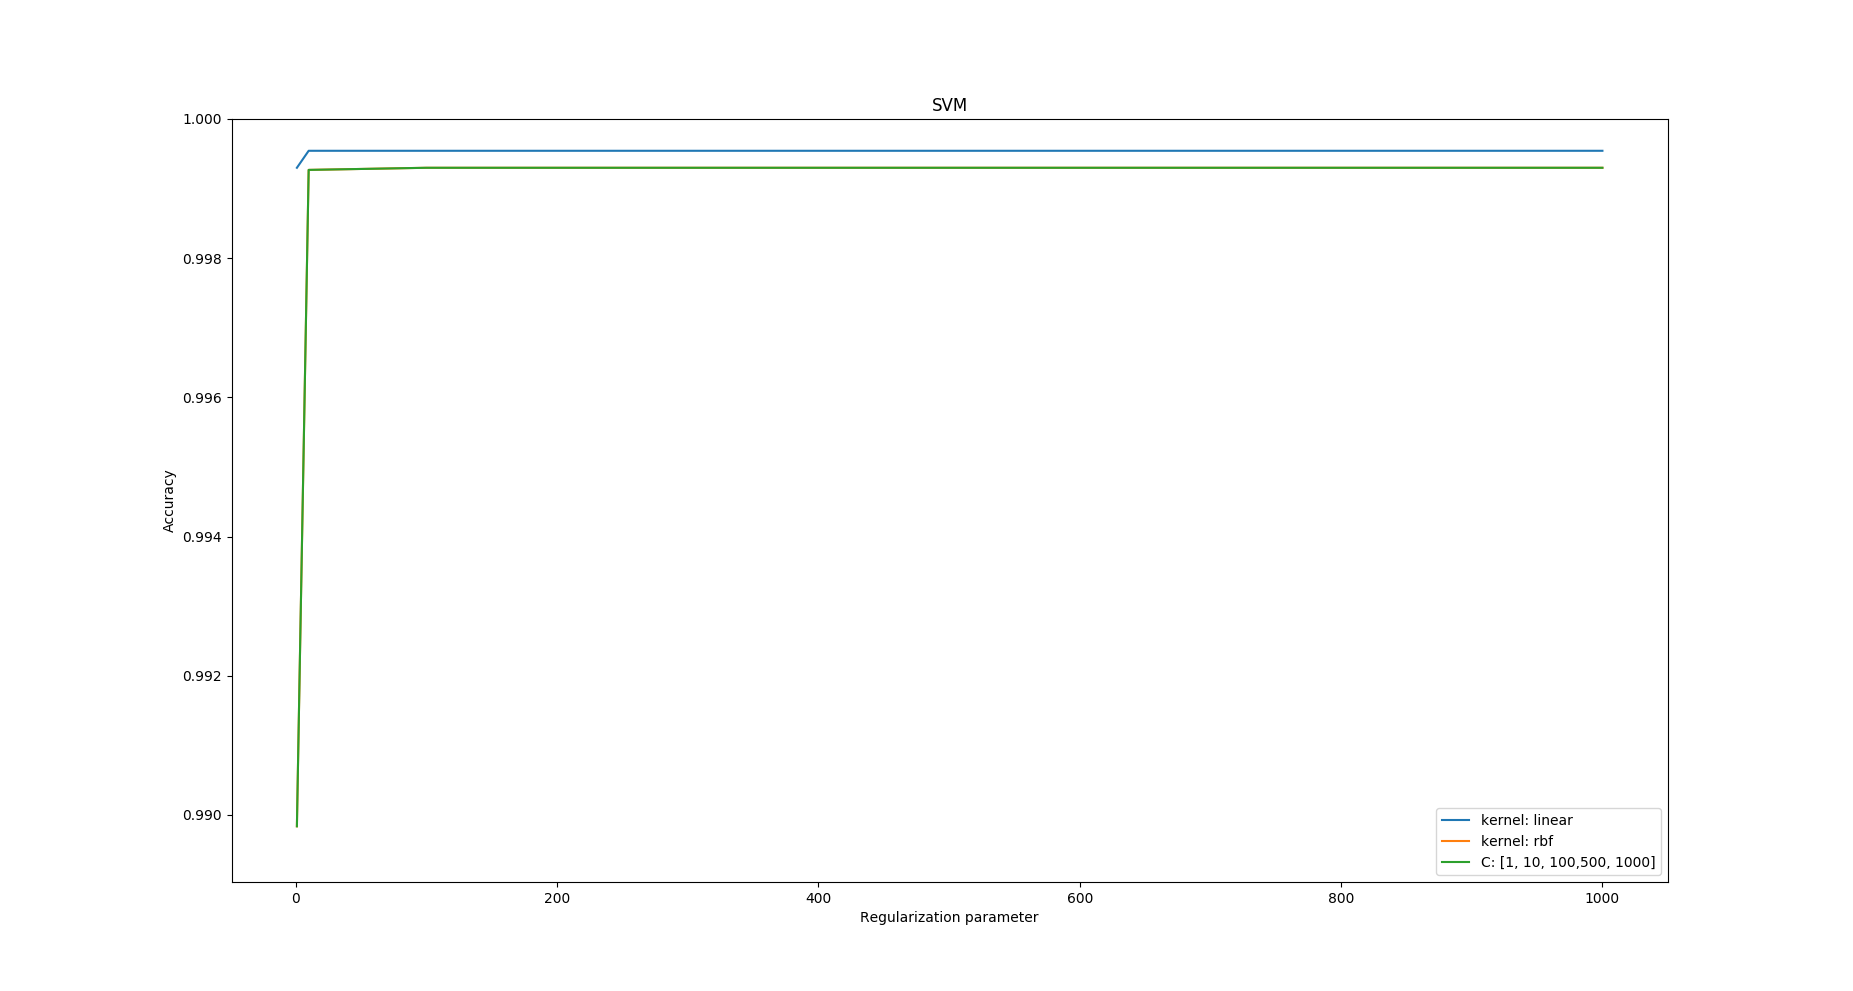 SVM
1.000
0.998
0.996
0.994
0.992
0.990
Accuracy
0
200
400
600
800
1000
Regularization parameter
kernel: linear
kernel: rbf
C: [1, 10, 100,500, 1000]